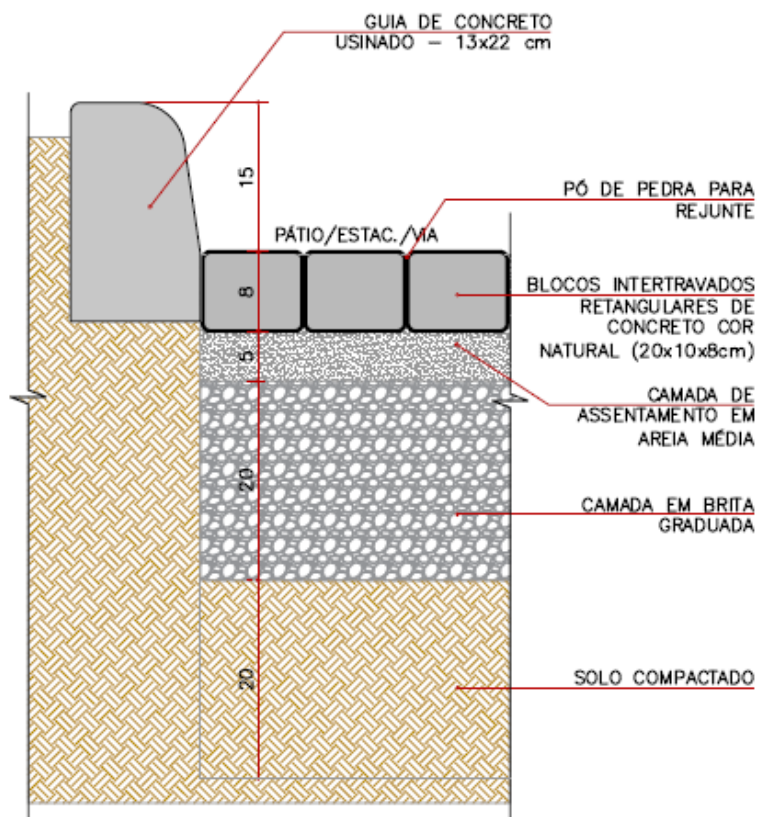 GUIA DE CONCRETO
USINADO – 13x22 cm
15
PÓ DE PEDRA PARA
REJUNTE
PÁTIO/ESTAC./VIA
8
BLOCOS INTERTRAVADOS
RETANGULARES DE
CONCRETO COR
NATURAL (20x10x8cm)
5
CAMADA DE
ASSENTAMENTO EM
AREIA MÉDIA
20
CAMADA EM BRITA
GRADUADA
20
SOLO COMPACTADO